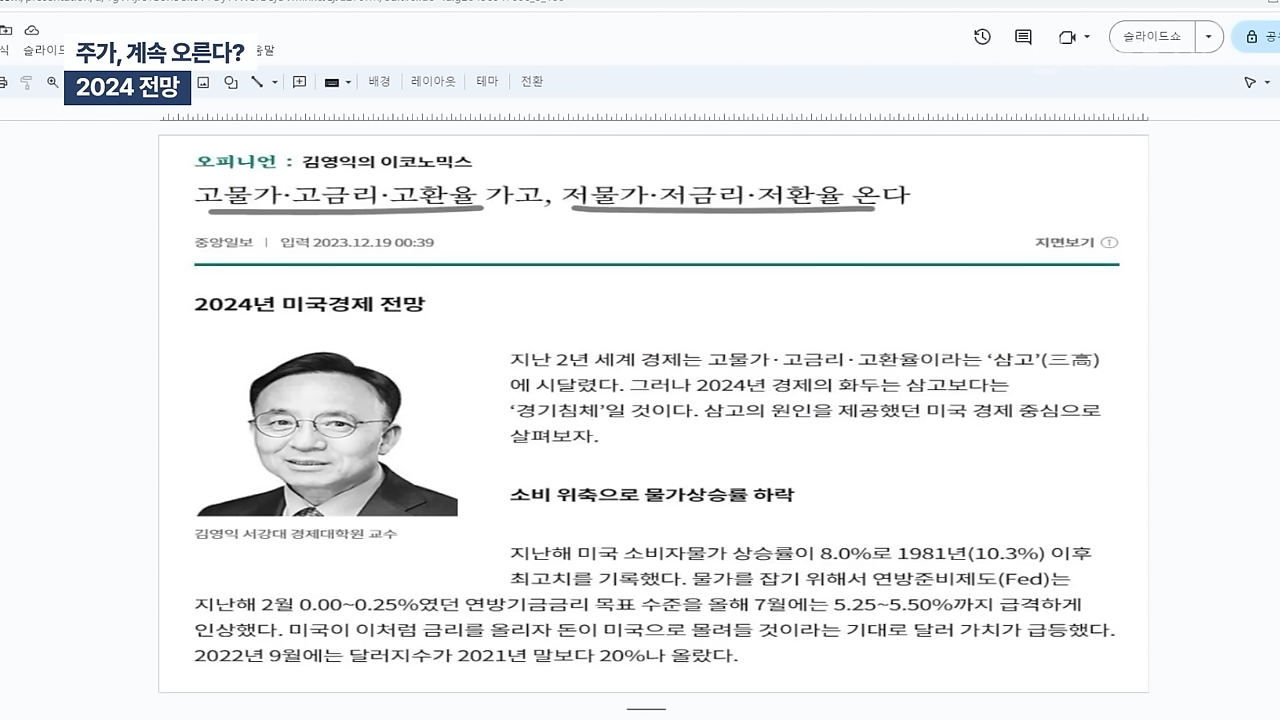 주가, 계속 오른다?
2024 전망
슬라이드쇼
배경
레이아웃
테마
전환
오피니언 : 김영익의 이코노믹스
고물가·고금리·고환율 가고, 저물가·저금리·저환율 온다
중앙일보 | 입력 2023.12.19 00:39
지면보기
2024년 미국경제 전망
지난 2년 세계 경제는 고물가·고금리·고환율이라는 ‘삼고’(三高)
에 시달렸다. 그러나 2024년 경제의 화두는 삼고보다는
‘경기침체’일 것이다. 삼고의 원인을 제공했던 미국 경제 중심으로
살펴보자.
김영익 서강대 경제대학원 교수
소비 위축으로 물가상승률 하락
지난해 미국 소비자물가 상승률이 8.0%로 1981년(10.3%) 이후
최고치를 기록했다. 물가를 잡기 위해서 연방준비제도(Fed)는
지난해 2월 0.00~0.25%였던 연방기금금리 목표 수준을 올해 7월에는 5.25~5.50%까지 급격하게
인상했다. 미국이 이처럼 금리를 올리자 돈이 미국으로 몰려들 것이라는 기대로 달러 가치가 급등했다.
2022년 9월에는 달러지수가 2021년 말보다 20%나 올랐다.